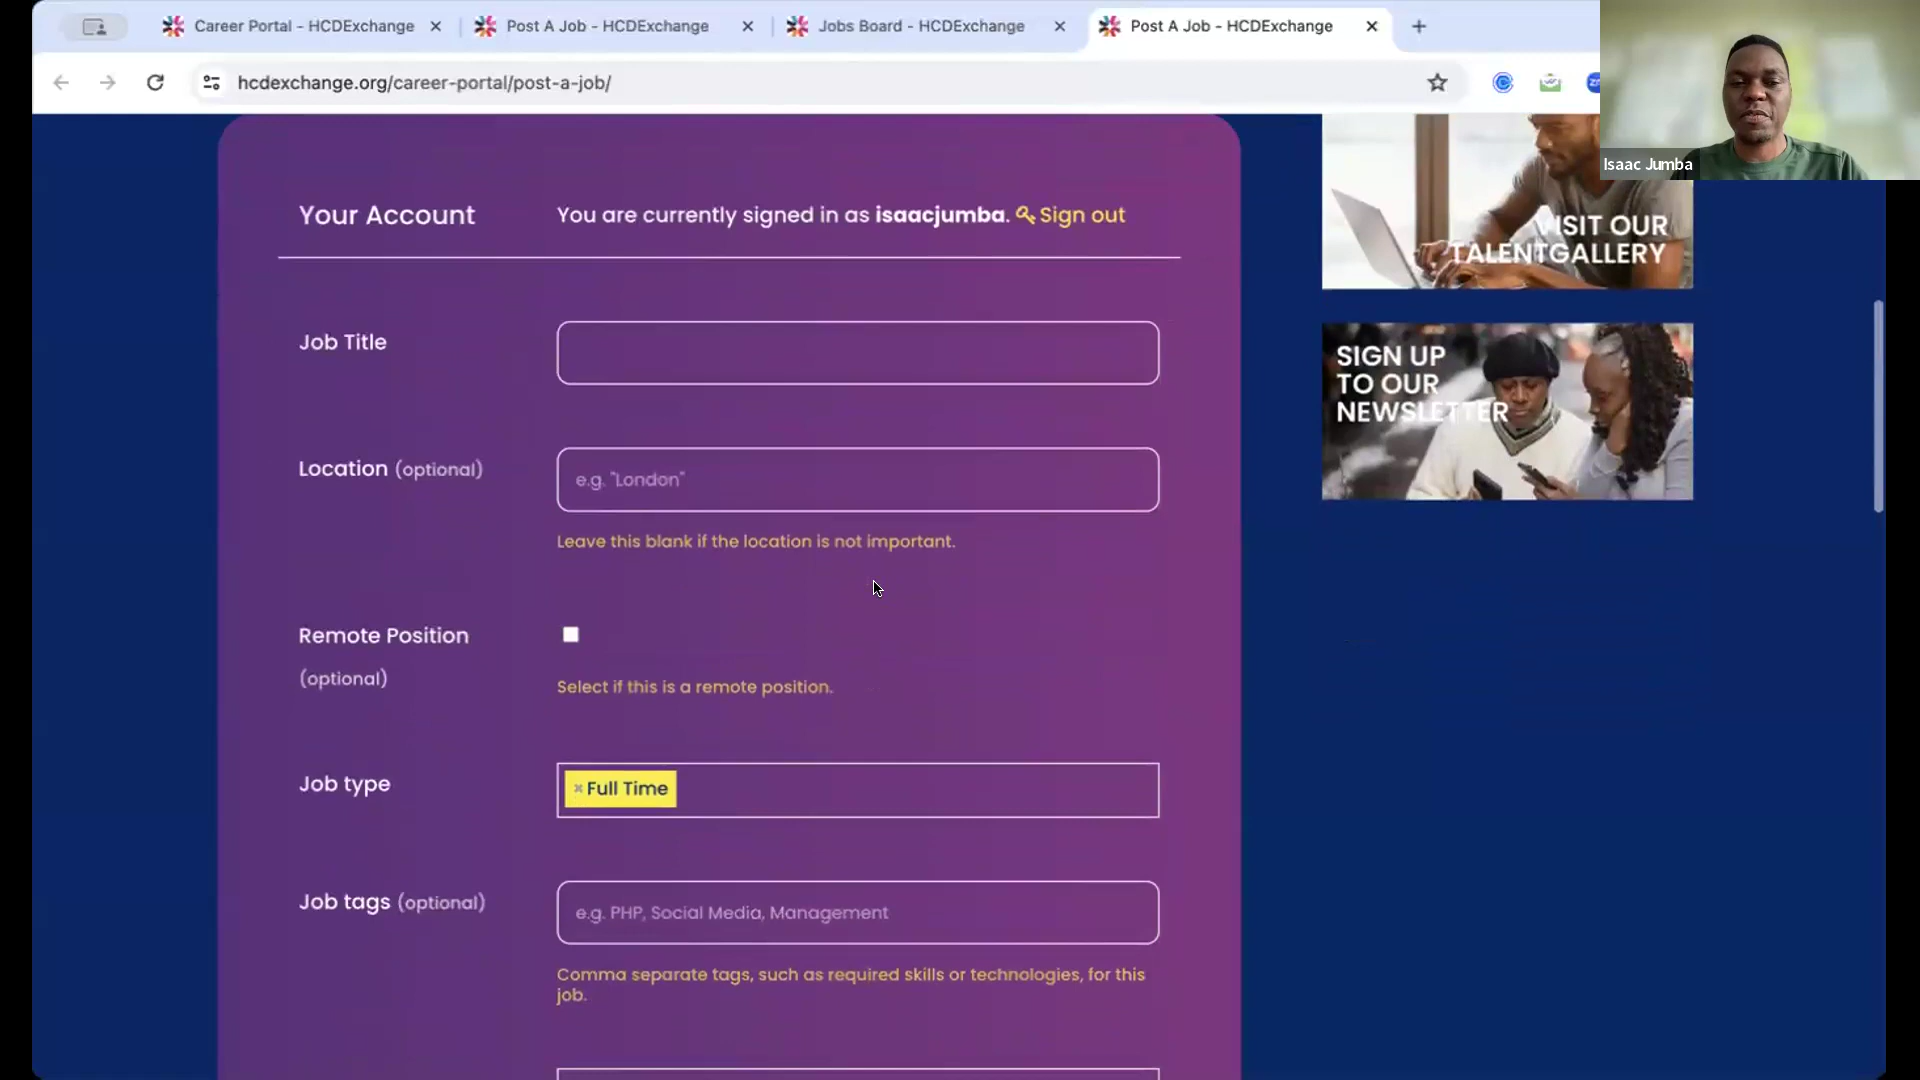 Career Portal - HCDExchange
Post A Job - HCDExchange
Jobs Board - HCDExchange
Post A Job - HCDExchange
hcdexchange.org/career-portal/post-a-job/
Isaac Jumba
VISIT OUR
TALENTGALLERY
Your Account
You are currently signed in as isaacjumba. Sign out
Job Title
SIGN UP
TO OUR
NEWSLETTER
Location (optional)
e.g. "London"
Leave this blank if the location is not important.
Remote Position
(optional)
Select if this is a remote position.
Job type
× Full Time
Job tags (optional)
e.g. PHP, Social Media, Management
Comma separate tags, such as required skills or technologies, for this
job.